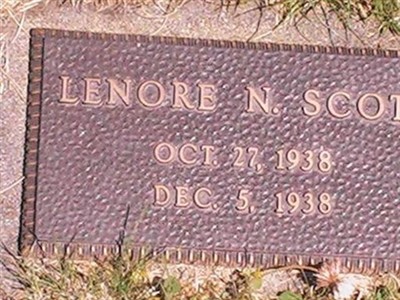 LENORE N. SCOT
OCT. 27, 1938
DEC. 5, 1938